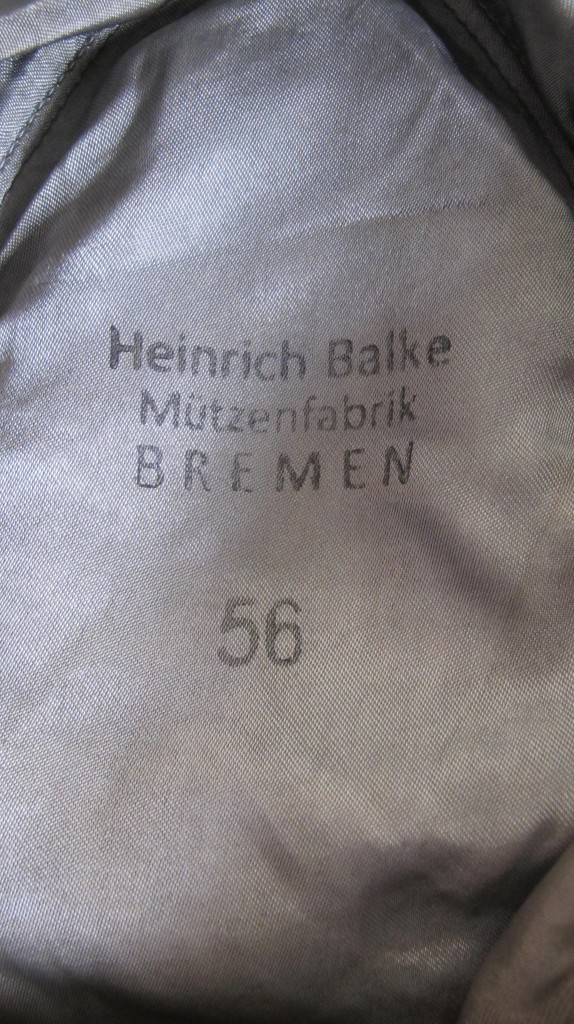 Heinrich Balke
Mützenfabrik
BREMEN
56